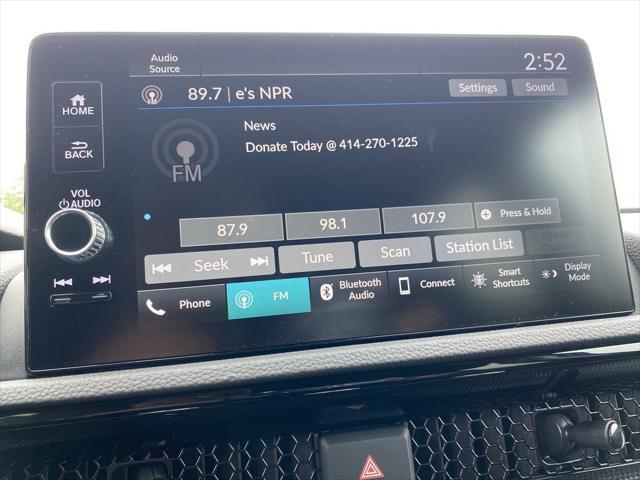 Audio
Source
2:52
HOME
89.7 | e's NPR
Settings
Sound
BACK
News
Donate Today @ 414-270-1225
FM
VOL
AUDIO
87.9
98.1
107.9
Press & Hold
Seek
Tune
Scan
Station List
Phone
FM
Bluetooth
Audio
Connect
Smart
Shortcuts
Display
Mode